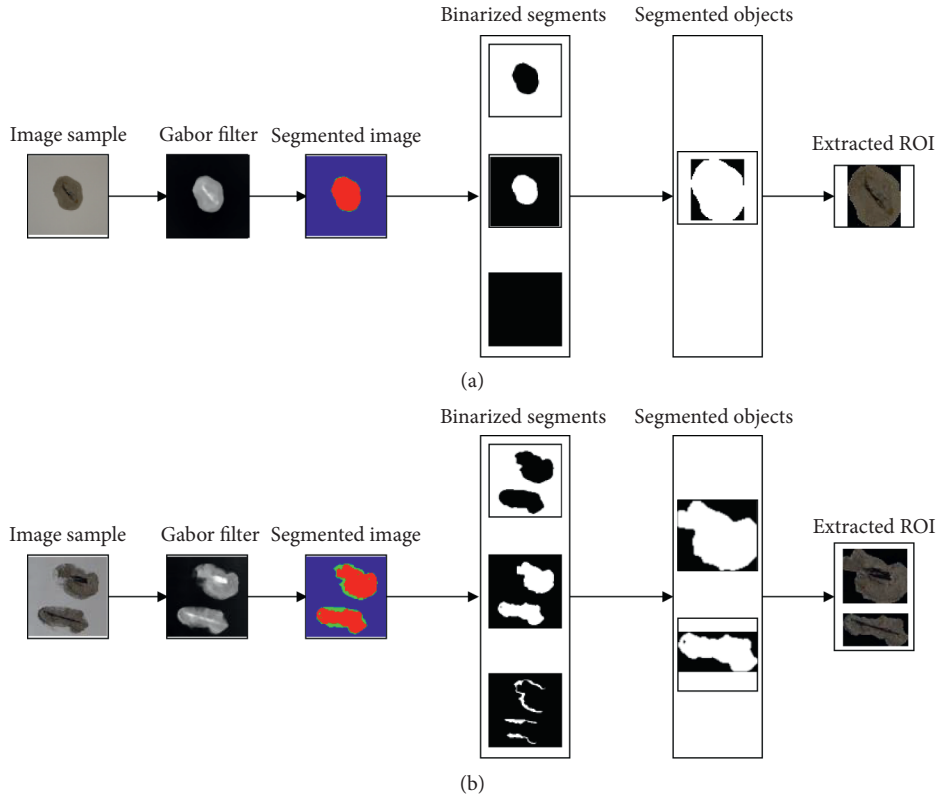 Binarized segments
Segmented objects
Image sample
Gabor filter
Segmented image
Extracted ROI
(a)
Binarized segments
Segmented objects
Image sample
Gabor filter
Segmented image
Extracted ROI
(b)